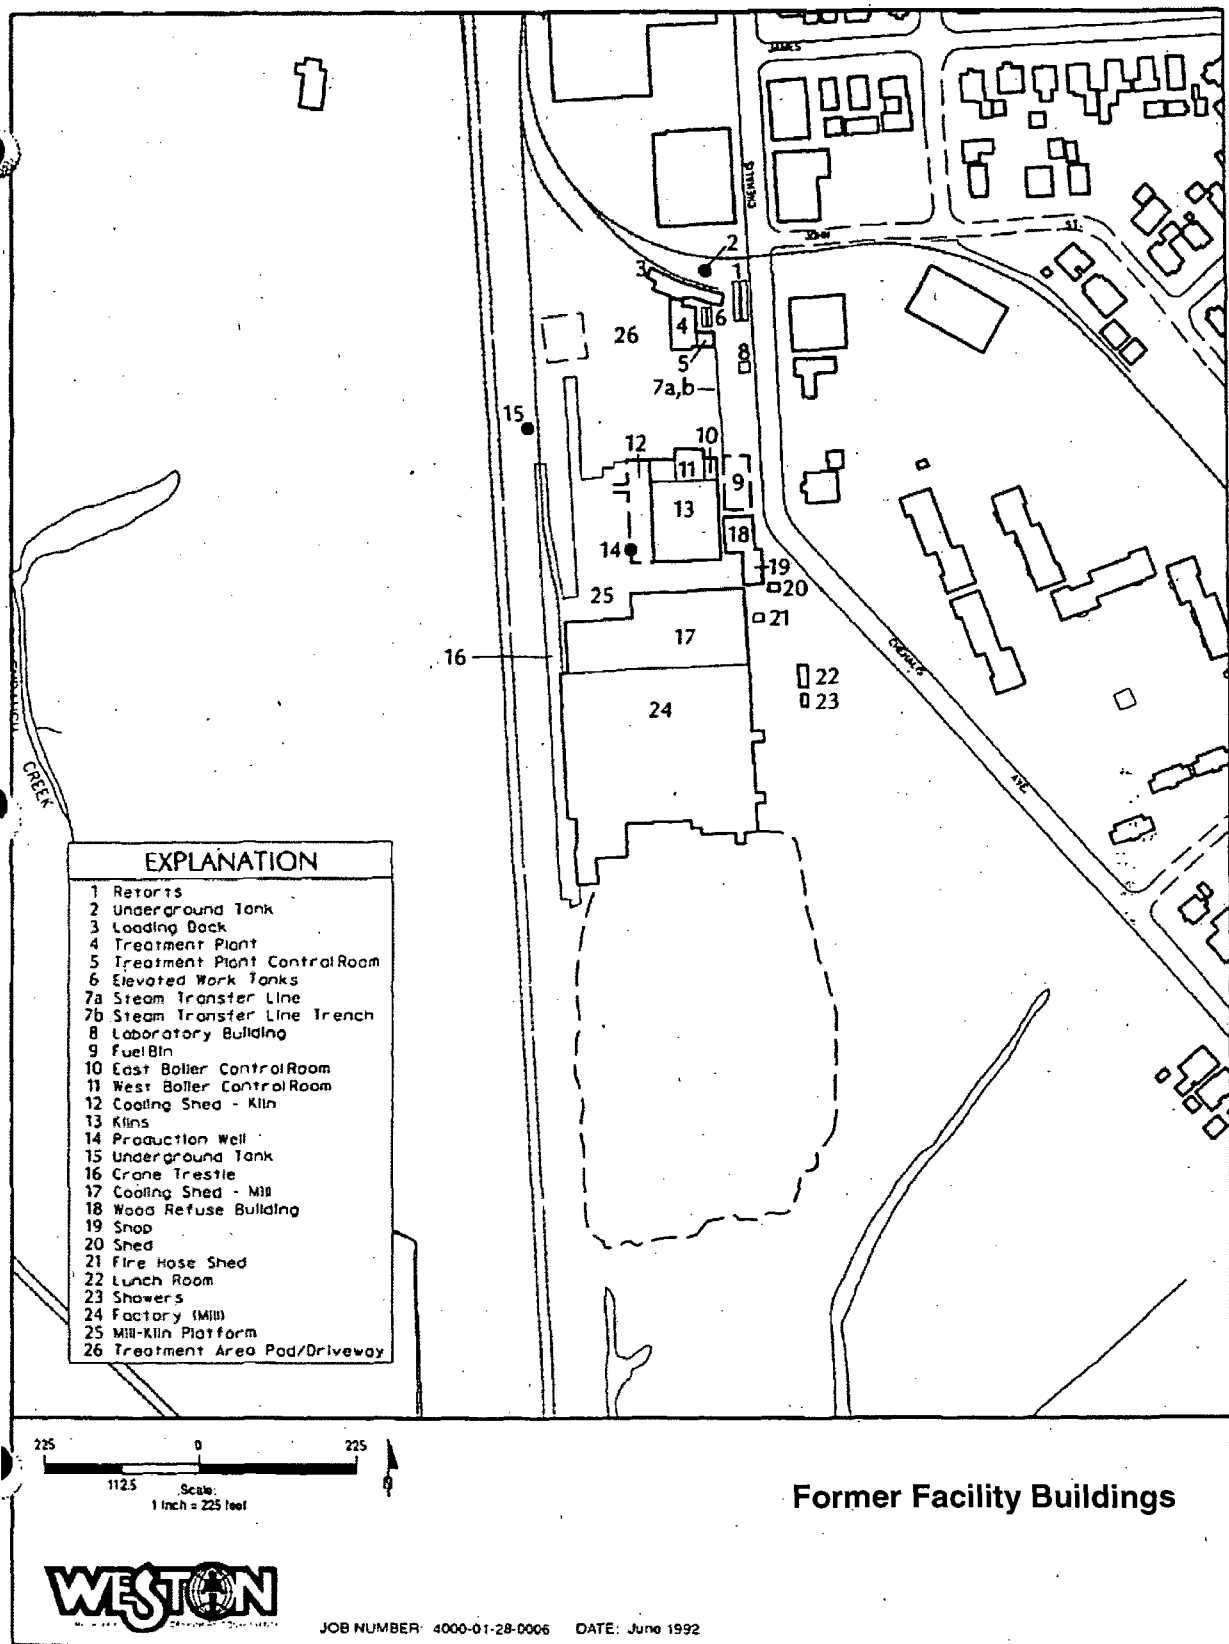 JAMES
CHEHALIS
JOHN
ST.
2
3
1
4
6
26
5
8
7a,b
15
12
10
11
9
13
18
14
19
20
25
21
17
16
22
23
24
CHEHALIS
AVE
CREEK
EXPLANATION
1 Retorts
2 Underground Tank
3 Loading Dock
4 Treatment Plant
5 Treatment Plant Control Room
6 Elevated Work Tanks
7a Steam Transfer Line
7b Steam Transfer Line Trench
8 Laboratory Building
9 Fuel Bin
10 East Boiler Control Room
11 West Boiler Control Room
12 Cooling Shed - Kiln
13 Kilns
14 Production Well
15 Underground Tank
16 Crane Trestle
17 Cooling Shed - Mill
18 Wood Refuse Building
19 Shop
20 Shed
21 Fire Hose Shed
22 Lunch Room
23 Showers
24 Factory (Mill)
25 Mill-Kiln Platform
26 Treatment Area Pad/Driveway
225 0 225
112.5
Scale:
1 inch = 225 feet
Former Facility Buildings
WESTON
JOB NUMBER: 4000-01-28-0006 DATE: June 1992